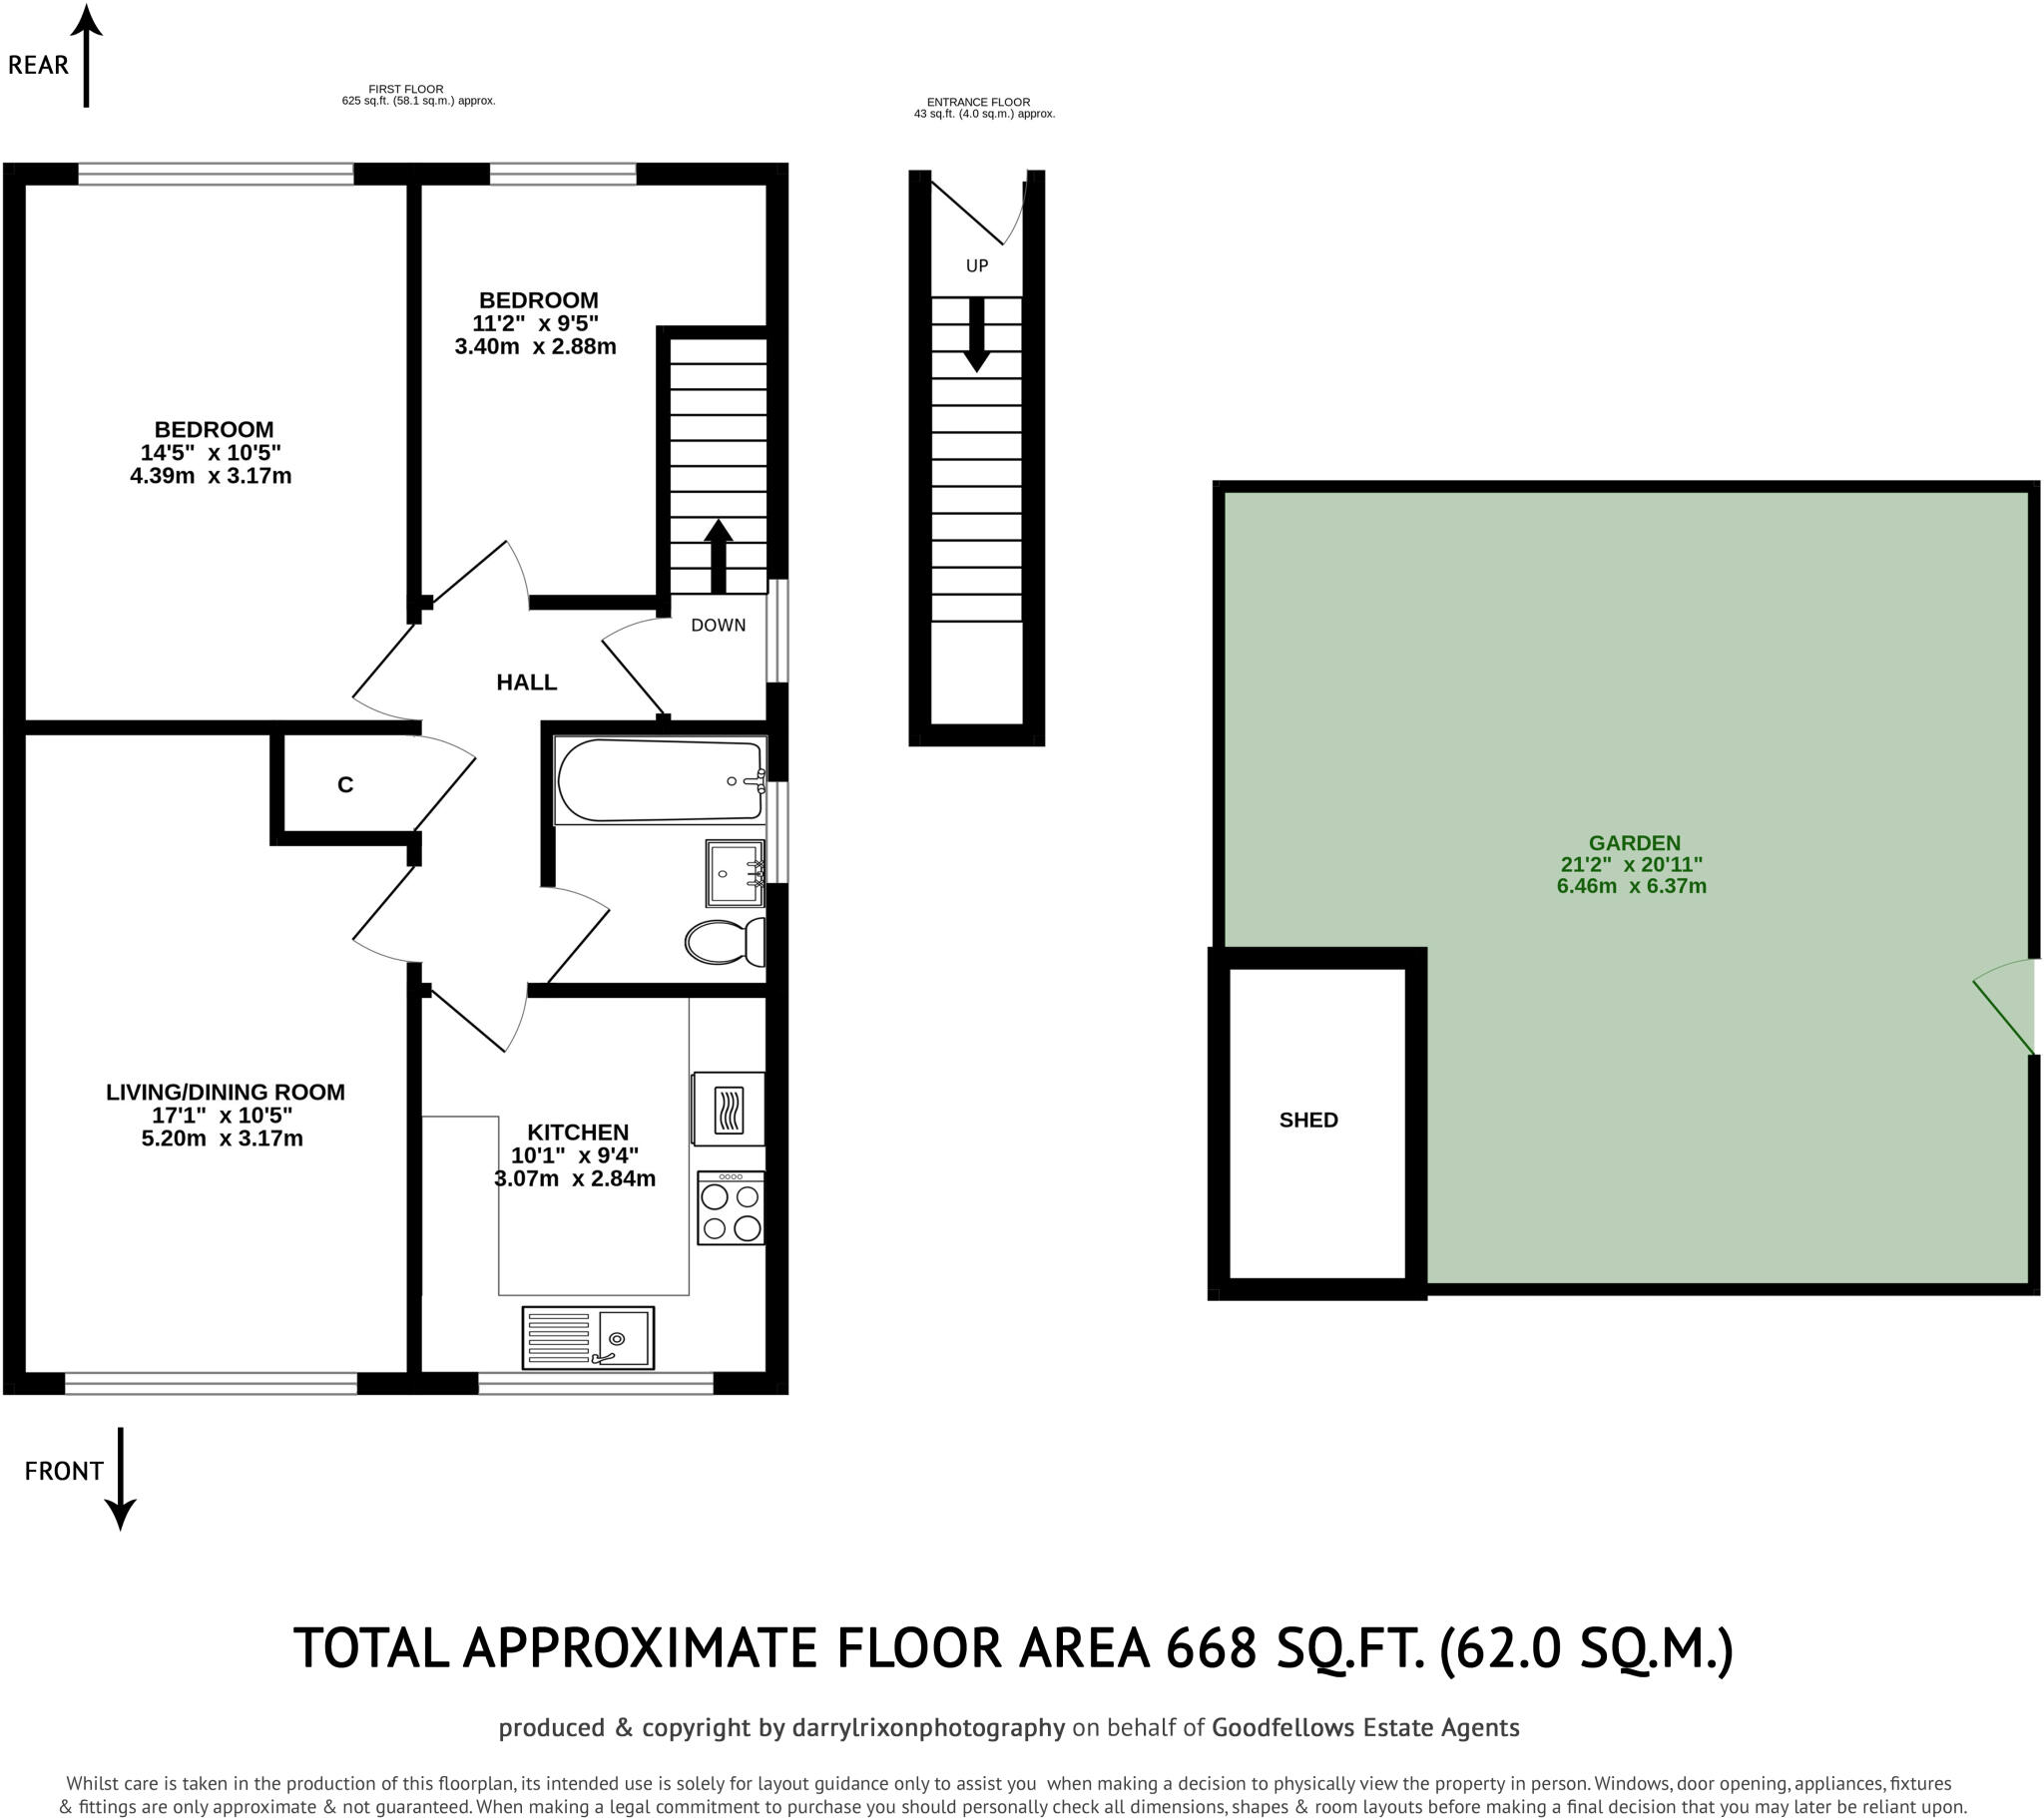 REAR
FIRST FLOOR
625 sq.ft. (58.1 sq.m.) approx.
ENTRANCE FLOOR
43 sq.ft. (4.0 sq.m.) approx.
UP
BEDROOM
11'2" x 9'5"
3.40m x 2.88m
BEDROOM
14'5" x 10'5"
4.39m x 3.17m
DOWN
HALL
C
GARDEN
21'2" x 20'11"
6.46m x 6.37m
LIVING/DINING ROOM
17'1" x 10'5"
5.20m x 3.17m
KITCHEN
10'1" x 9'4"
3.07m x 2.84m
SHED
FRONT
TOTAL APPROXIMATE FLOOR AREA 668 SQ.FT. (62.0 SQ.M.)
produced & copyright by darrylrixonphotography on behalf of Goodfellows Estate Agents
Whilst care is taken in the production of this floorplan, its intended use is solely for layout guidance only to assist you when making a decision to physically view the property in person. Windows, door opening, appliances, fixtures
& fittings are only approximate & not guaranteed. When making a legal commitment to purchase you should personally check all dimensions, shapes & room layouts before making a final decision that you may later be reliant upon.